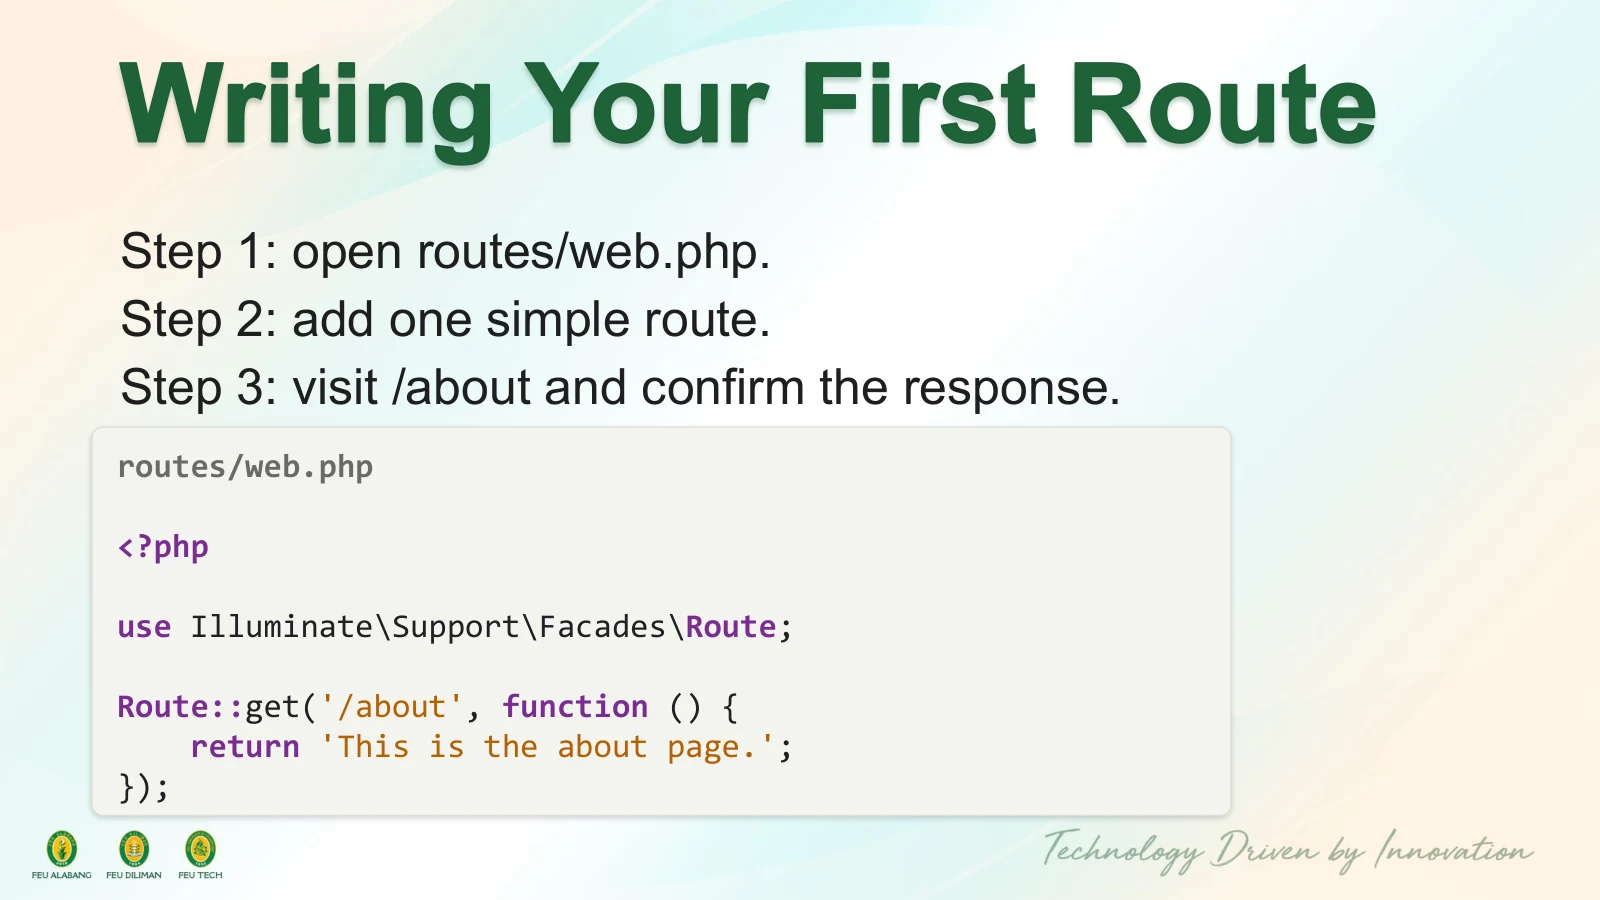 Writing Your First Route
Step 1: open routes/web.php.
Step 2: add one simple route.
Step 3: visit /about and confirm the response.
routes/web.php
<?php
use Illuminate\Support\Facades\Route;
Route::get('/about', function () {
    return 'This is the about page.';
});
FEU ALABANG
FEU DILIMAN
FEU TECH
Technology Driven by Innovation